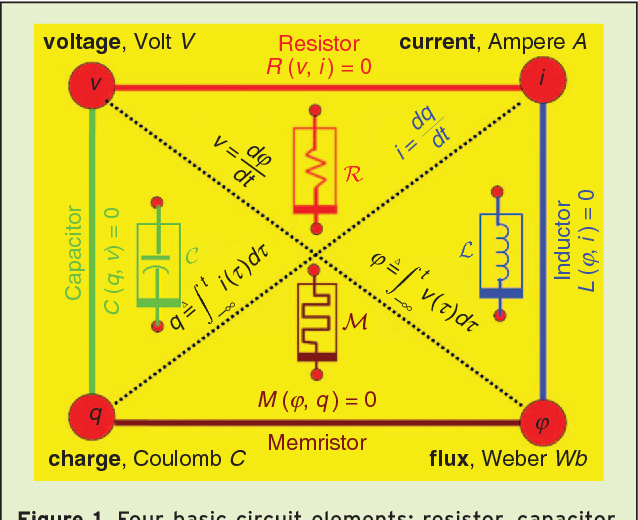 voltage, Volt V
Resistor
current, Ampere A
R (v, i) = 0
v
i
v = dφ/dt
i = dq/dt
R
Capacitor
C (q, v) = 0
C
L
Inductor
L (φ, i) = 0
q ≜ ∫_{-∞}^{t} i(τ)dτ
φ ≜ ∫_{-∞}^{t} v(τ)dτ
M
M (φ, q) = 0
q
φ
Memristor
charge, Coulomb C
flux, Weber Wb
Figure 1. Four basic circuit elements: resistor, capacitor,